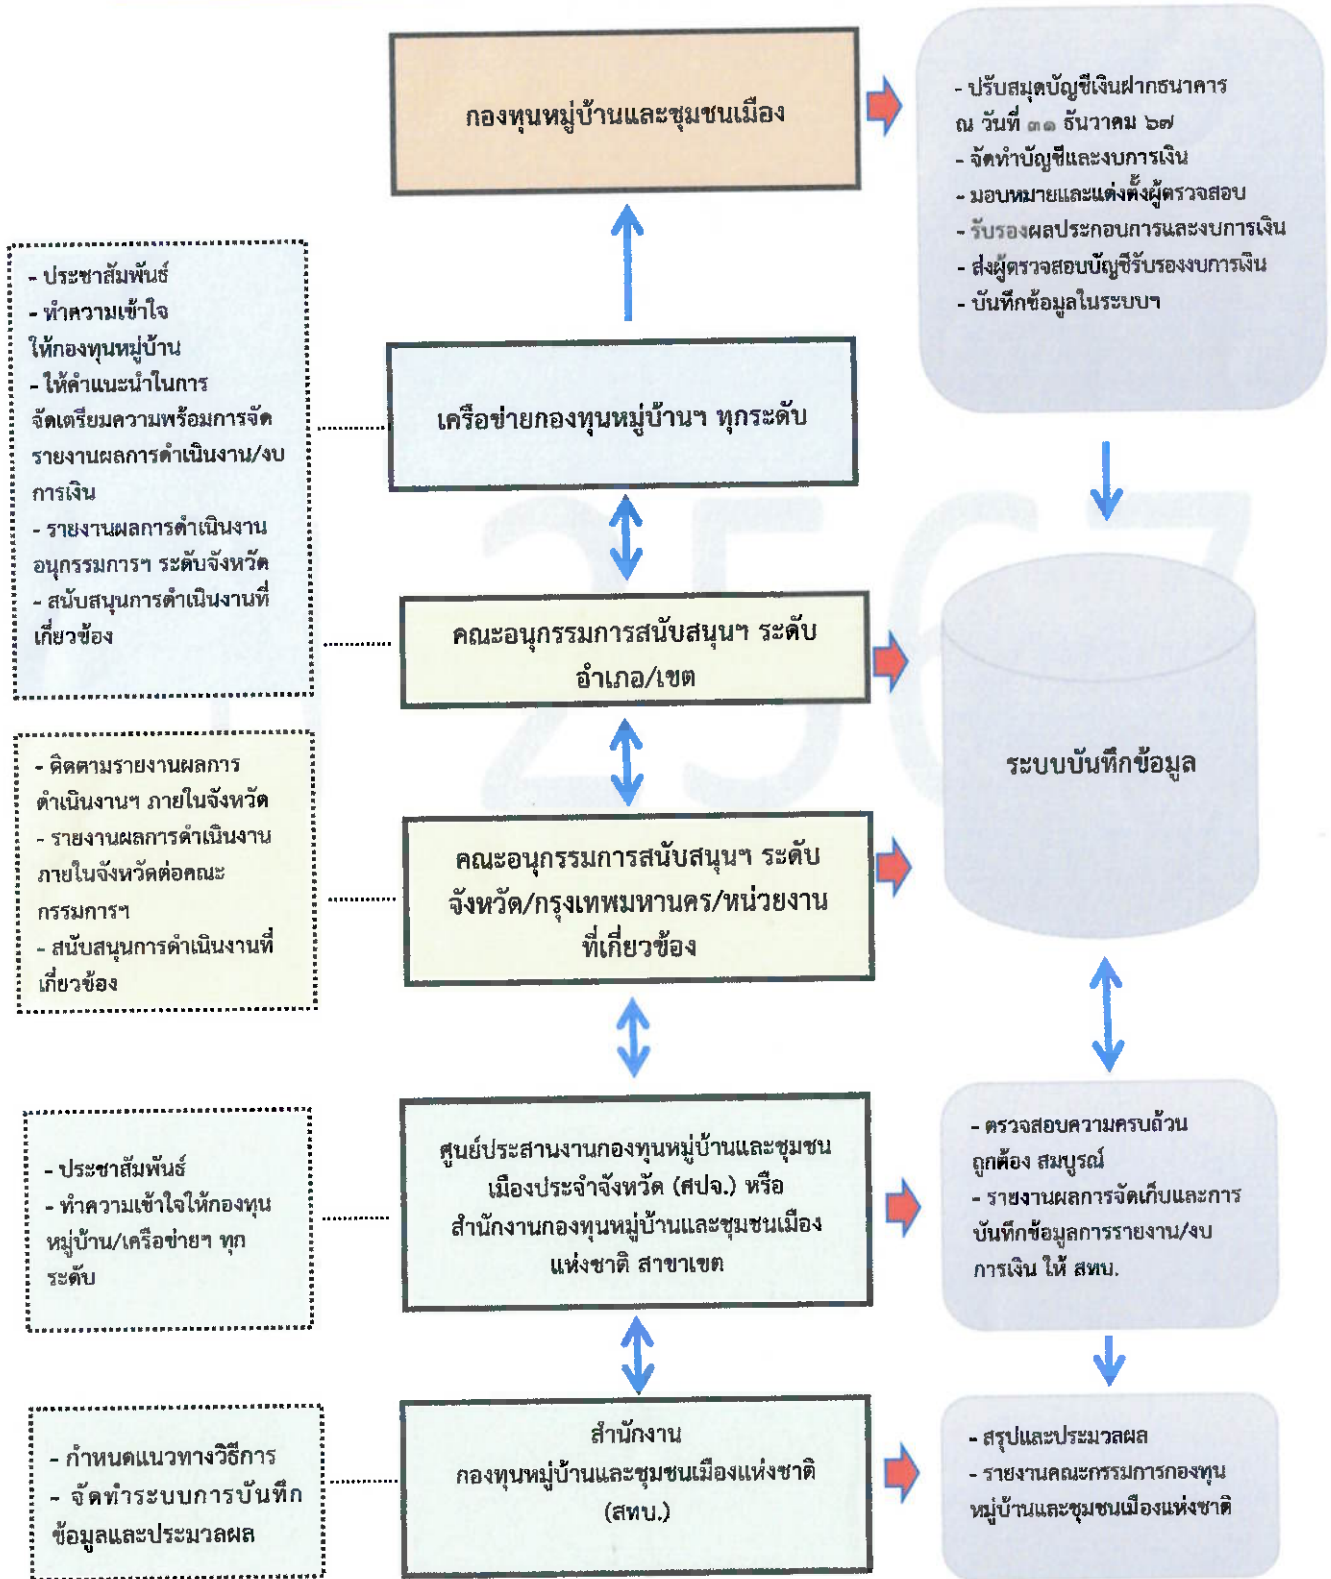 กองทุนหมู่บ้านและชุมชนเมือง
- ปรับสมุดบัญชีเงินฝากธนาคาร
ณ วันที่ ๓๑ ธันวาคม ๖๗
- จัดทำบัญชีและงบการเงิน
- มอบหมายและแต่งตั้งผู้ตรวจสอบ
- รับรองผลประกอบการและงบการเงิน
- ส่งผู้ตรวจสอบบัญชีรับรองงบการเงิน
- บันทึกข้อมูลในระบบฯ
- ประชาสัมพันธ์
- ทำความเข้าใจ
ให้กองทุนหมู่บ้าน
- ให้คำแนะนำในการ
จัดเตรียมความพร้อมการจัด
รายงานผลการดำเนินงาน/งบ
การเงิน
- รายงานผลการดำเนินงาน
อนุกรรมการฯ ระดับจังหวัด
- สนับสนุนการดำเนินงานที่
เกี่ยวข้อง
เครือข่ายกองทุนหมู่บ้านฯ ทุกระดับ
2567
คณะอนุกรรมการสนับสนุนฯ ระดับ
อำเภอ/เขต
ระบบบันทึกข้อมูล
- ติดตามรายงานผลการ
ดำเนินงานฯ ภายในจังหวัด
- รายงานผลการดำเนินงาน
ภายในจังหวัดต่อคณะ
กรรมการฯ
- สนับสนุนการดำเนินงานที่
เกี่ยวข้อง
คณะอนุกรรมการสนับสนุนฯ ระดับ
จังหวัด/กรุงเทพมหานคร/หน่วยงาน
ที่เกี่ยวข้อง
- ประชาสัมพันธ์
- ทำความเข้าใจให้กองทุน
หมู่บ้าน/เครือข่ายฯ ทุก
ระดับ
ศูนย์ประสานงานกองทุนหมู่บ้านและชุมชน
เมืองประจำจังหวัด (ศปจ.) หรือ
สำนักงานกองทุนหมู่บ้านและชุมชนเมือง
แห่งชาติ สาขาเขต
- ตรวจสอบความครบถ้วน
ถูกต้อง สมบูรณ์
- รายงานผลการจัดเก็บและการ
บันทึกข้อมูลการรายงาน/งบ
การเงิน ให้ สทบ.
- กำหนดแนวทางวิธีการ
- จัดทำระบบการบันทึก
ข้อมูลและประมวลผล
สำนักงาน
กองทุนหมู่บ้านและชุมชนเมืองแห่งชาติ
(สทบ.)
- สรุปและประมวลผล
- รายงานคณะกรรมการกองทุน
หมู่บ้านและชุมชนเมืองแห่งชาติ